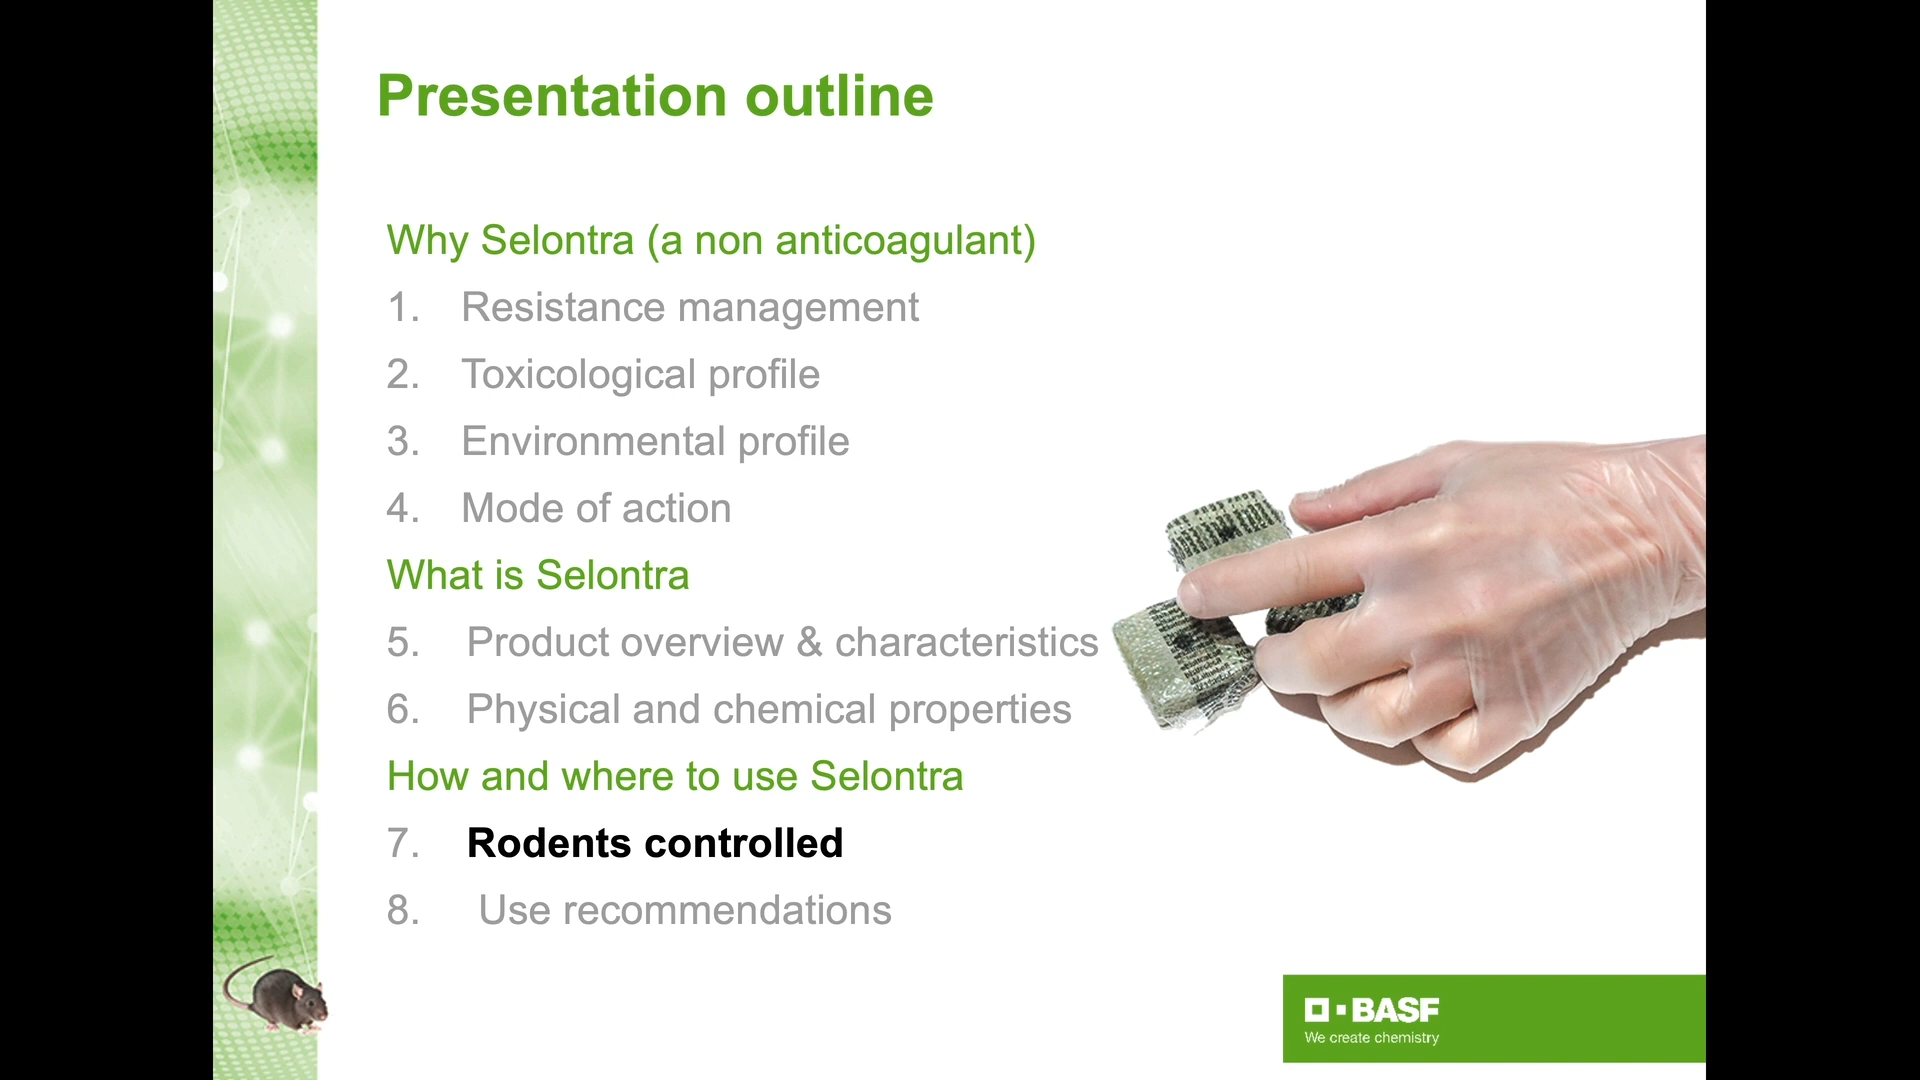 Presentation outline
Why Selontra (a non anticoagulant)
1. Resistance management
2. Toxicological profile
3. Environmental profile
4. Mode of action
What is Selontra
5. Product overview & characteristics
6. Physical and chemical properties
How and where to use Selontra
7. Rodents controlled
8. Use recommendations
BASF
We create chemistry